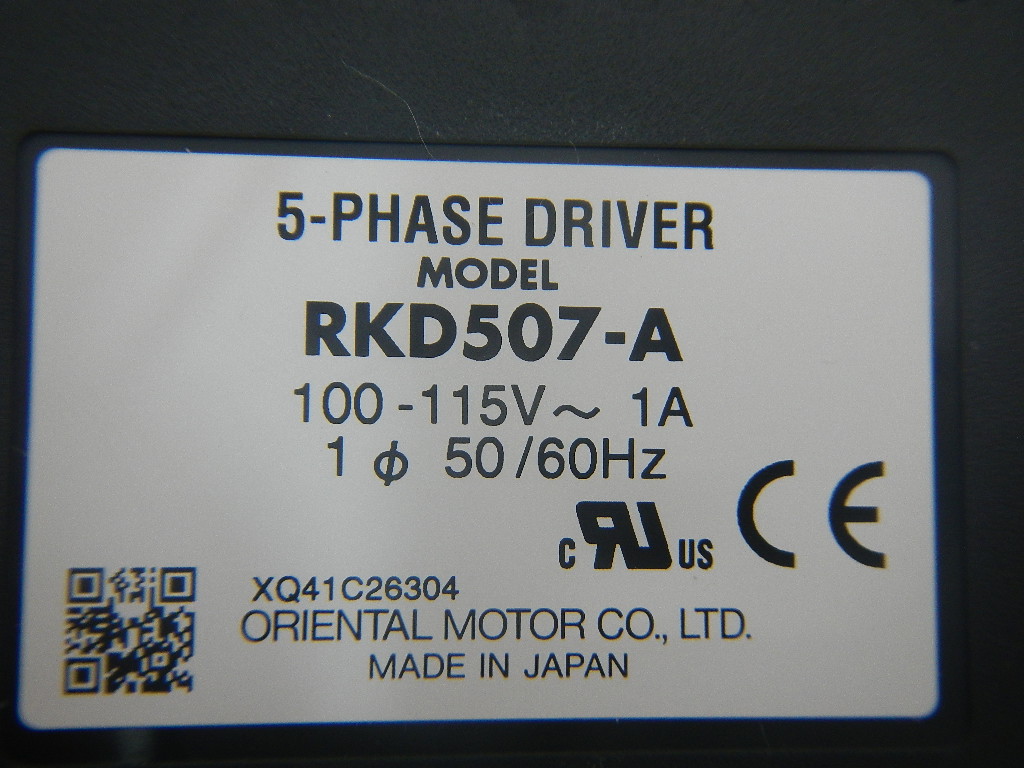 5-PHASE DRIVER
MODEL
RKD507-A
100-115V~ 1A
1 ϕ 50/60Hz
C RU US CE
XQ41C26304
ORIENTAL MOTOR CO., LTD.
MADE IN JAPAN